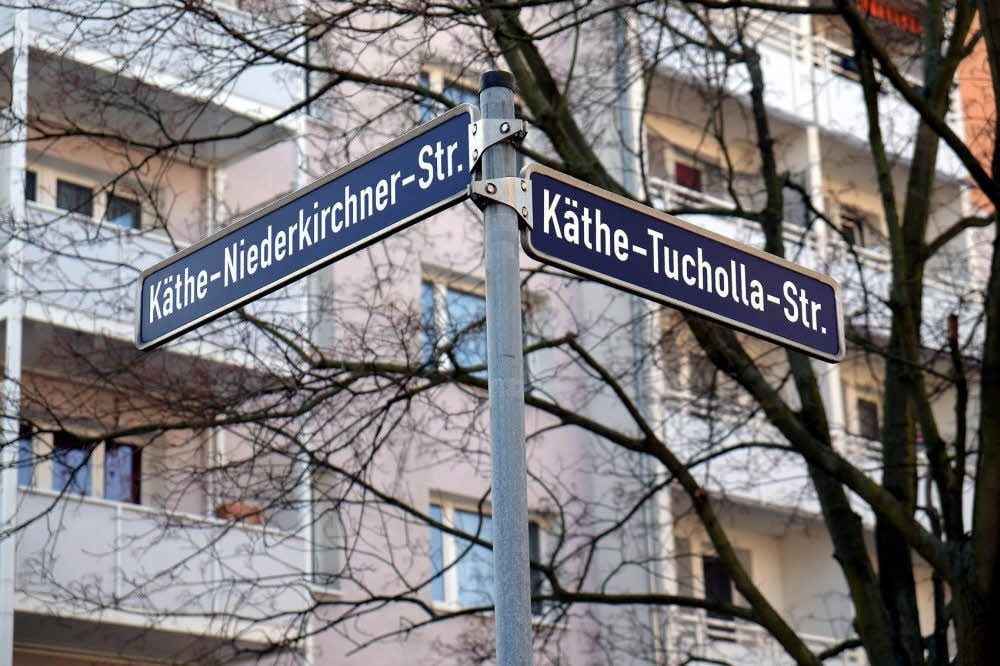 Käthe-Niederkirchner-Str.
Käthe-Tucholla-Str.